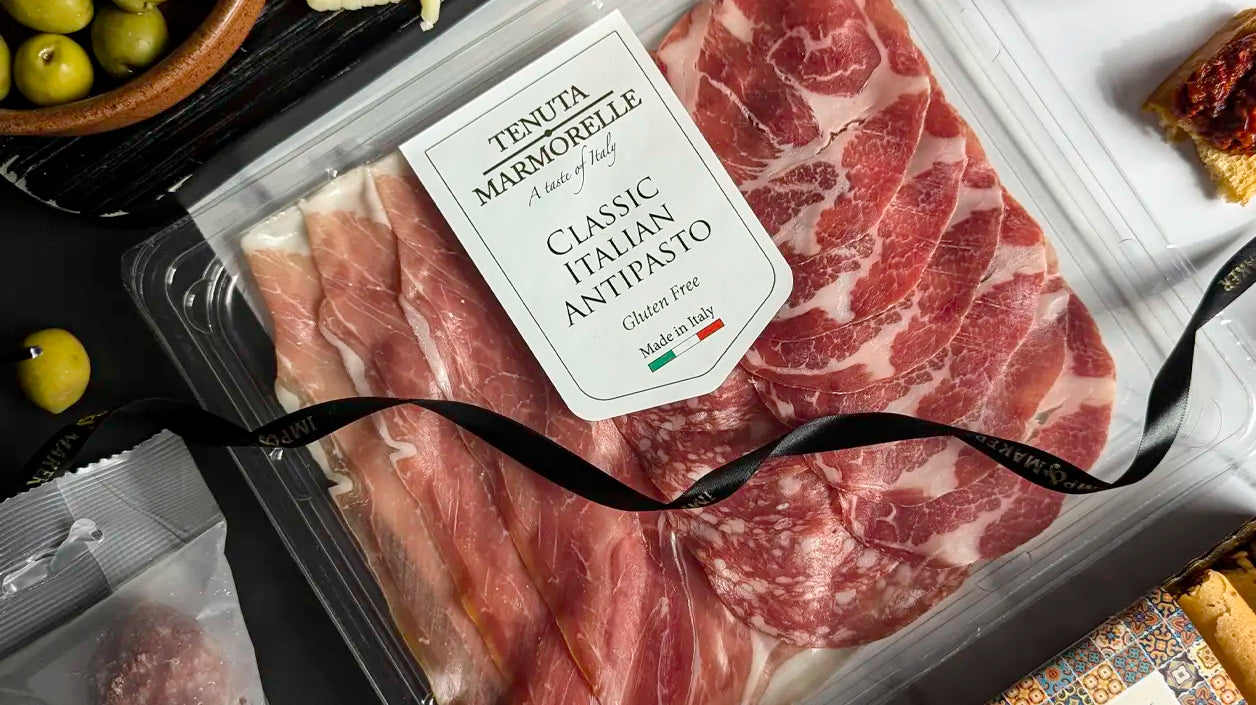 TENUTA
MARMORELLE
A taste of Italy
CLASSIC
ITALIAN
ANTIPASTO
Gluten Free
Made in Italy